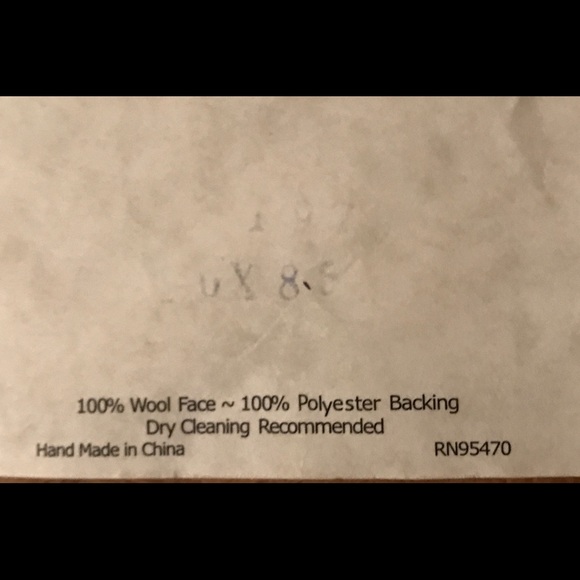 100% Wool Face ~ 100% Polyester Backing
Dry Cleaning Recommended
Hand Made in China RN95470